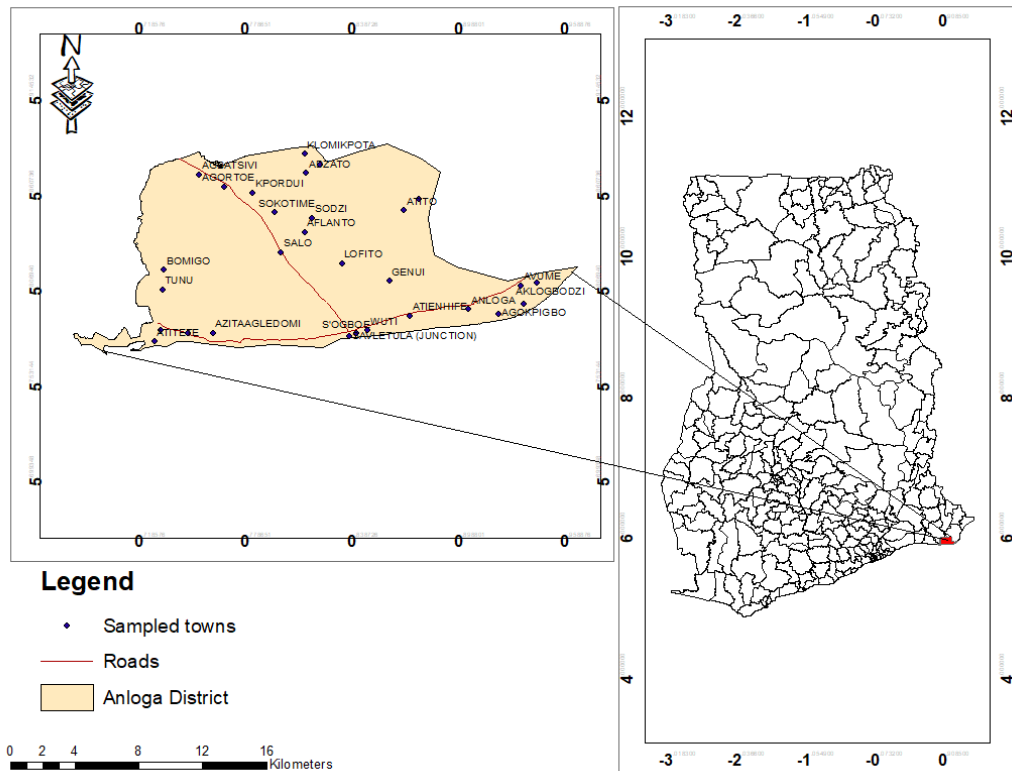 0 0 0 0 0
N
5 5
5 5
5 5
5 5
5 5
0 0 0 0 0
KLOMIKPOTA
AGBATSIVI
ADZATO
AGORTOE
KPORDUI
ATITO
SOKOTIME
SODZI
AFLANTO
SALO
LOFITO
BOMIGO
GENUI
TUNU
AVUME
AKLOGBODZI
ANLOGA
ATIENHIFE
AGOKPIGBO
S'OGBOE
WUTI
AZITAAGLEDOMI
ATITETE
SAVLETULA (JUNCTION)
-3 -2 -1 -0 0
12 12
10 10
8 8
6 6
4 4
-3 -2 -1 -0 0
Legend
Sampled towns
Roads
Anloga District
0 2 4 8 12 16
Kilometers